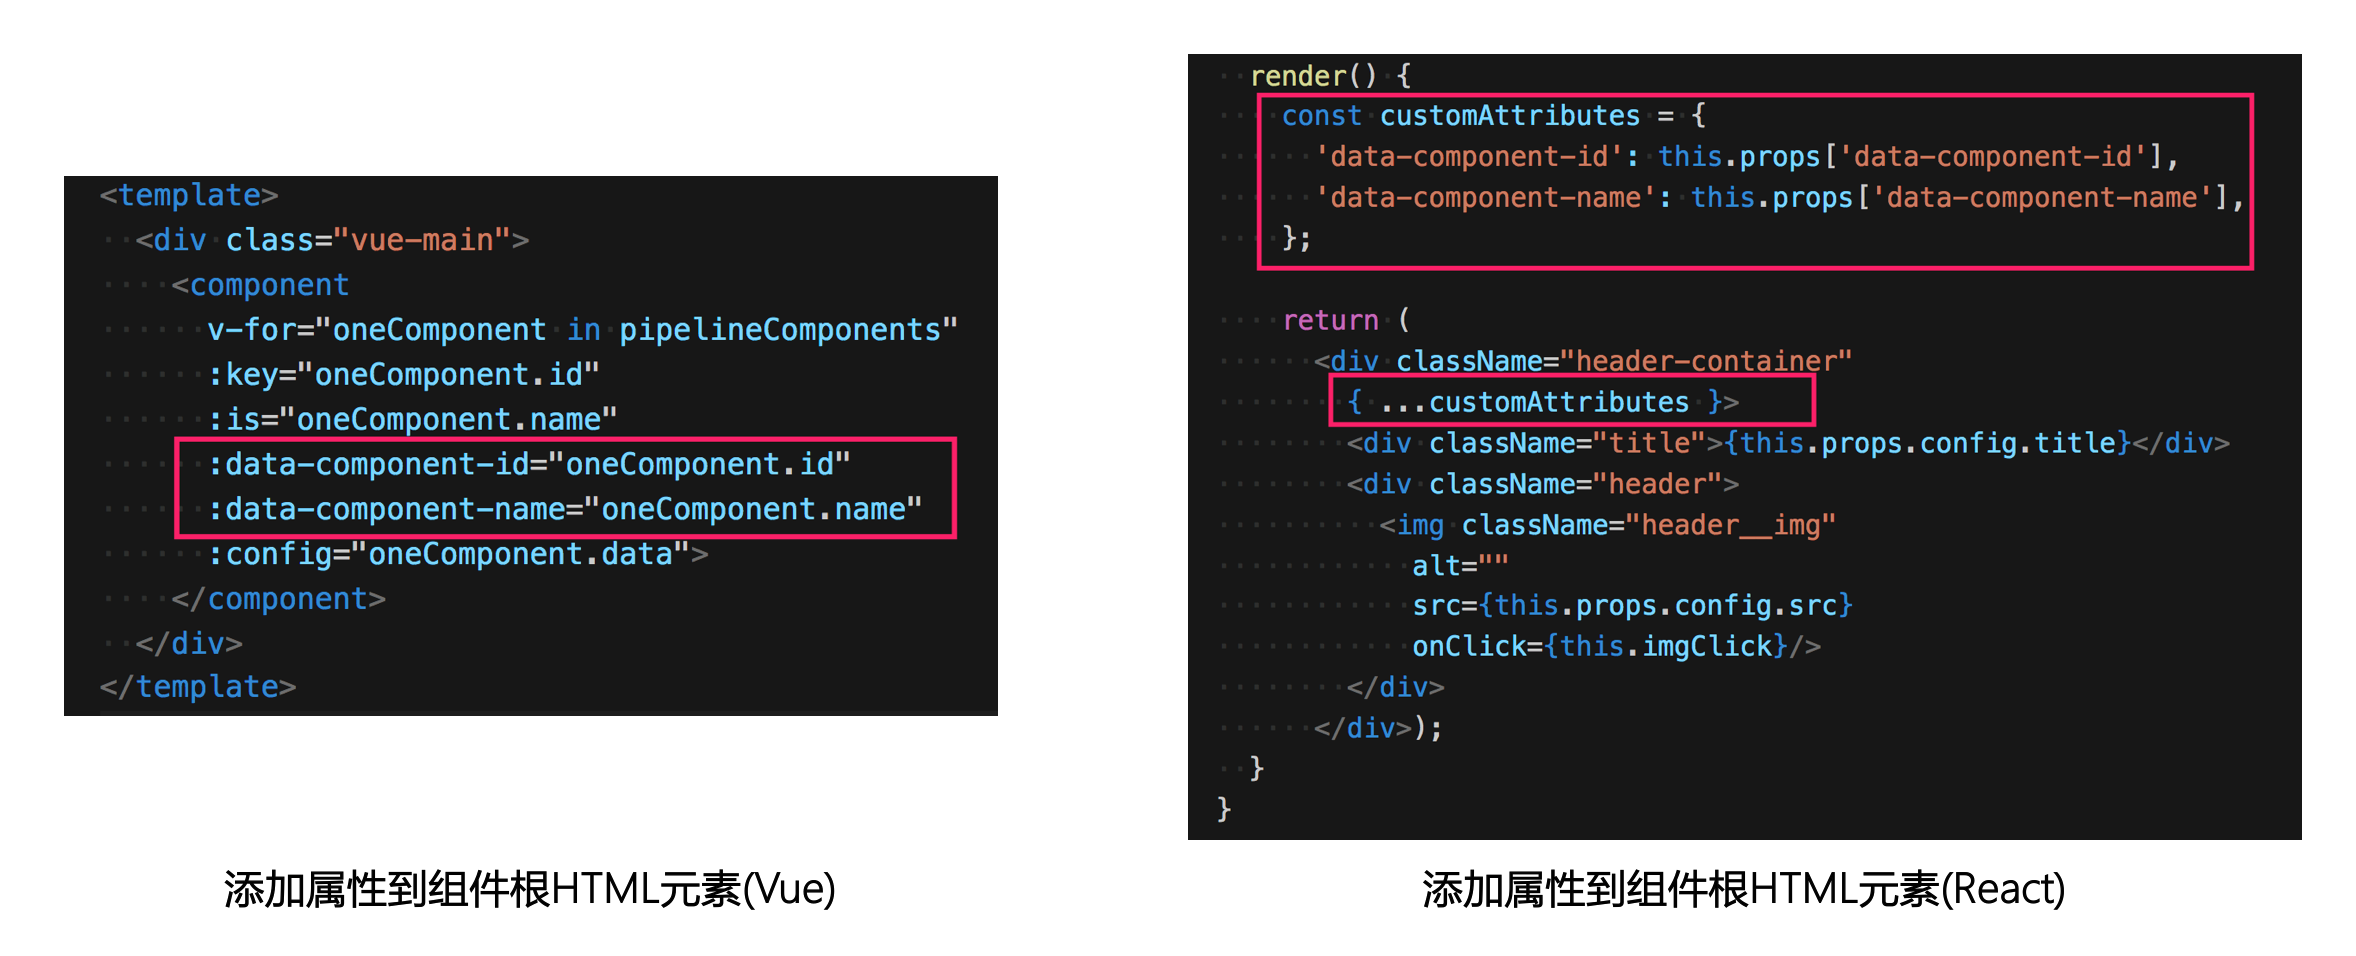 <template>
<div class="vue-main">
<component
v-for="oneComponent in pipelineComponents"
:key="oneComponent.id"
:is="oneComponent.name"
:data-component-id="oneComponent.id"
:data-component-name="oneComponent.name"
:config="oneComponent.data">
</component>
</div>
</template>
添加属性到组件根HTML元素(Vue)
render() {
const customAttributes = {
'data-component-id': this.props['data-component-id'],
'data-component-name': this.props['data-component-name'],
};
return (
<div className="header-container"
{ ...customAttributes }>
<div className="title">{this.props.config.title}</div>
<div className="header">
<img className="header__img"
alt=""
src={this.props.config.src}
onClick={this.imgClick}/>
</div>
</div>);
}
}
添加属性到组件根HTML元素(React)